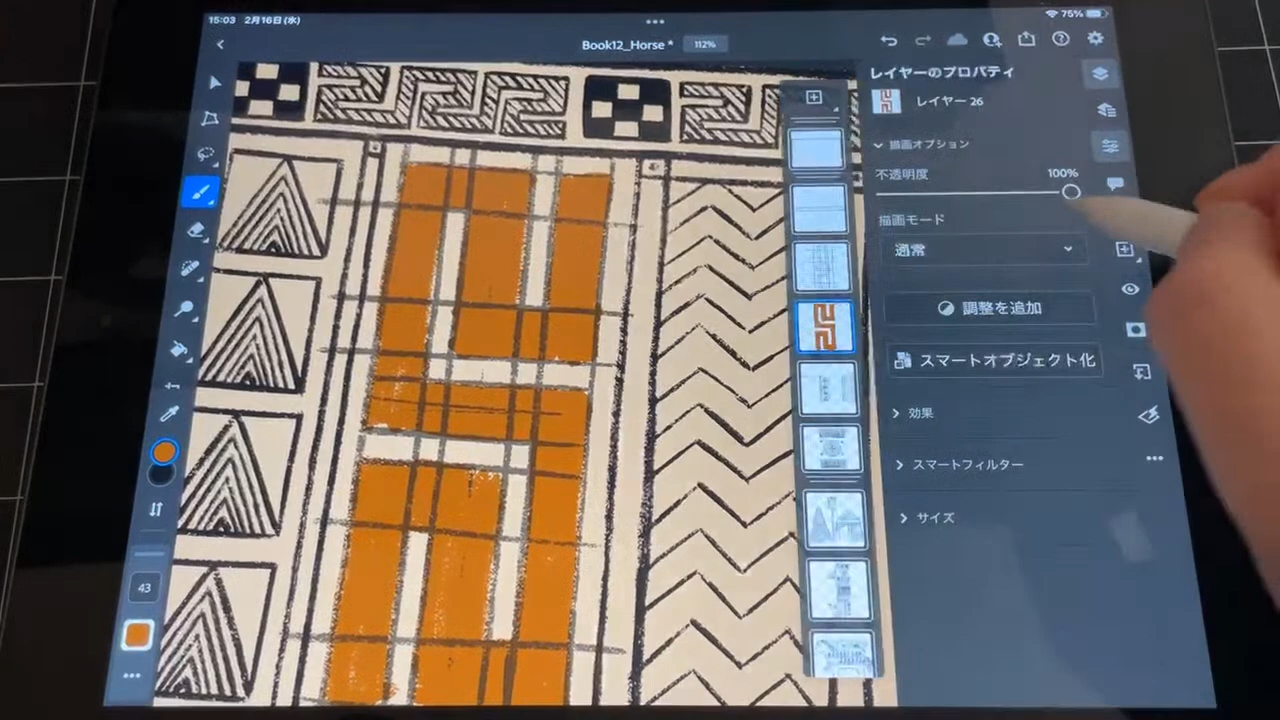 15:03 2月16日(水)
75%
Book12_Horse *
112%
レイヤーのプロパティ
レイヤー 26
描画オプション
不透明度
100%
描画モード
通常
調整を追加
スマートオブジェクト化
効果
スマートフィルター
サイズ
43